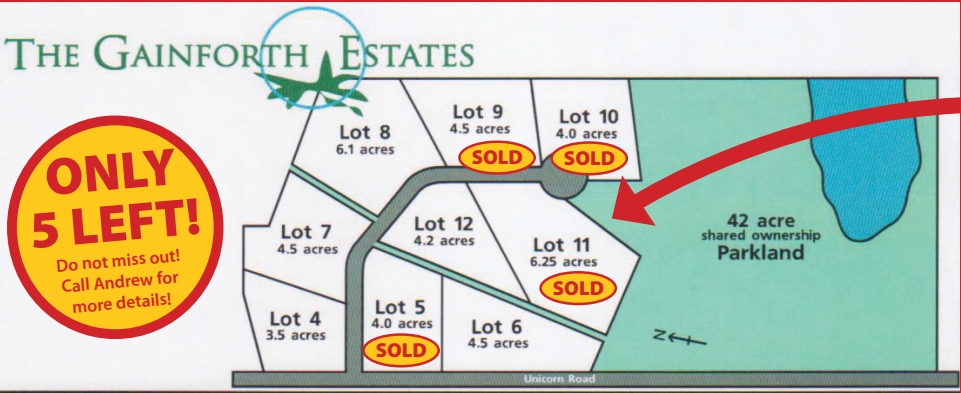 THE GAINFORTH ESTATES
ONLY
5 LEFT!
Do not miss out!
Call Andrew for
more details!
Lot 8
6.1 acres
Lot 9
4.5 acres
SOLD
Lot 10
4.0 acres
SOLD
Lot 7
4.5 acres
Lot 12
4.2 acres
Lot 11
6.25 acres
SOLD
42 acre
shared ownership
Parkland
Lot 4
3.5 acres
Lot 5
4.0 acres
SOLD
Lot 6
4.5 acres
N
Unicorn Road